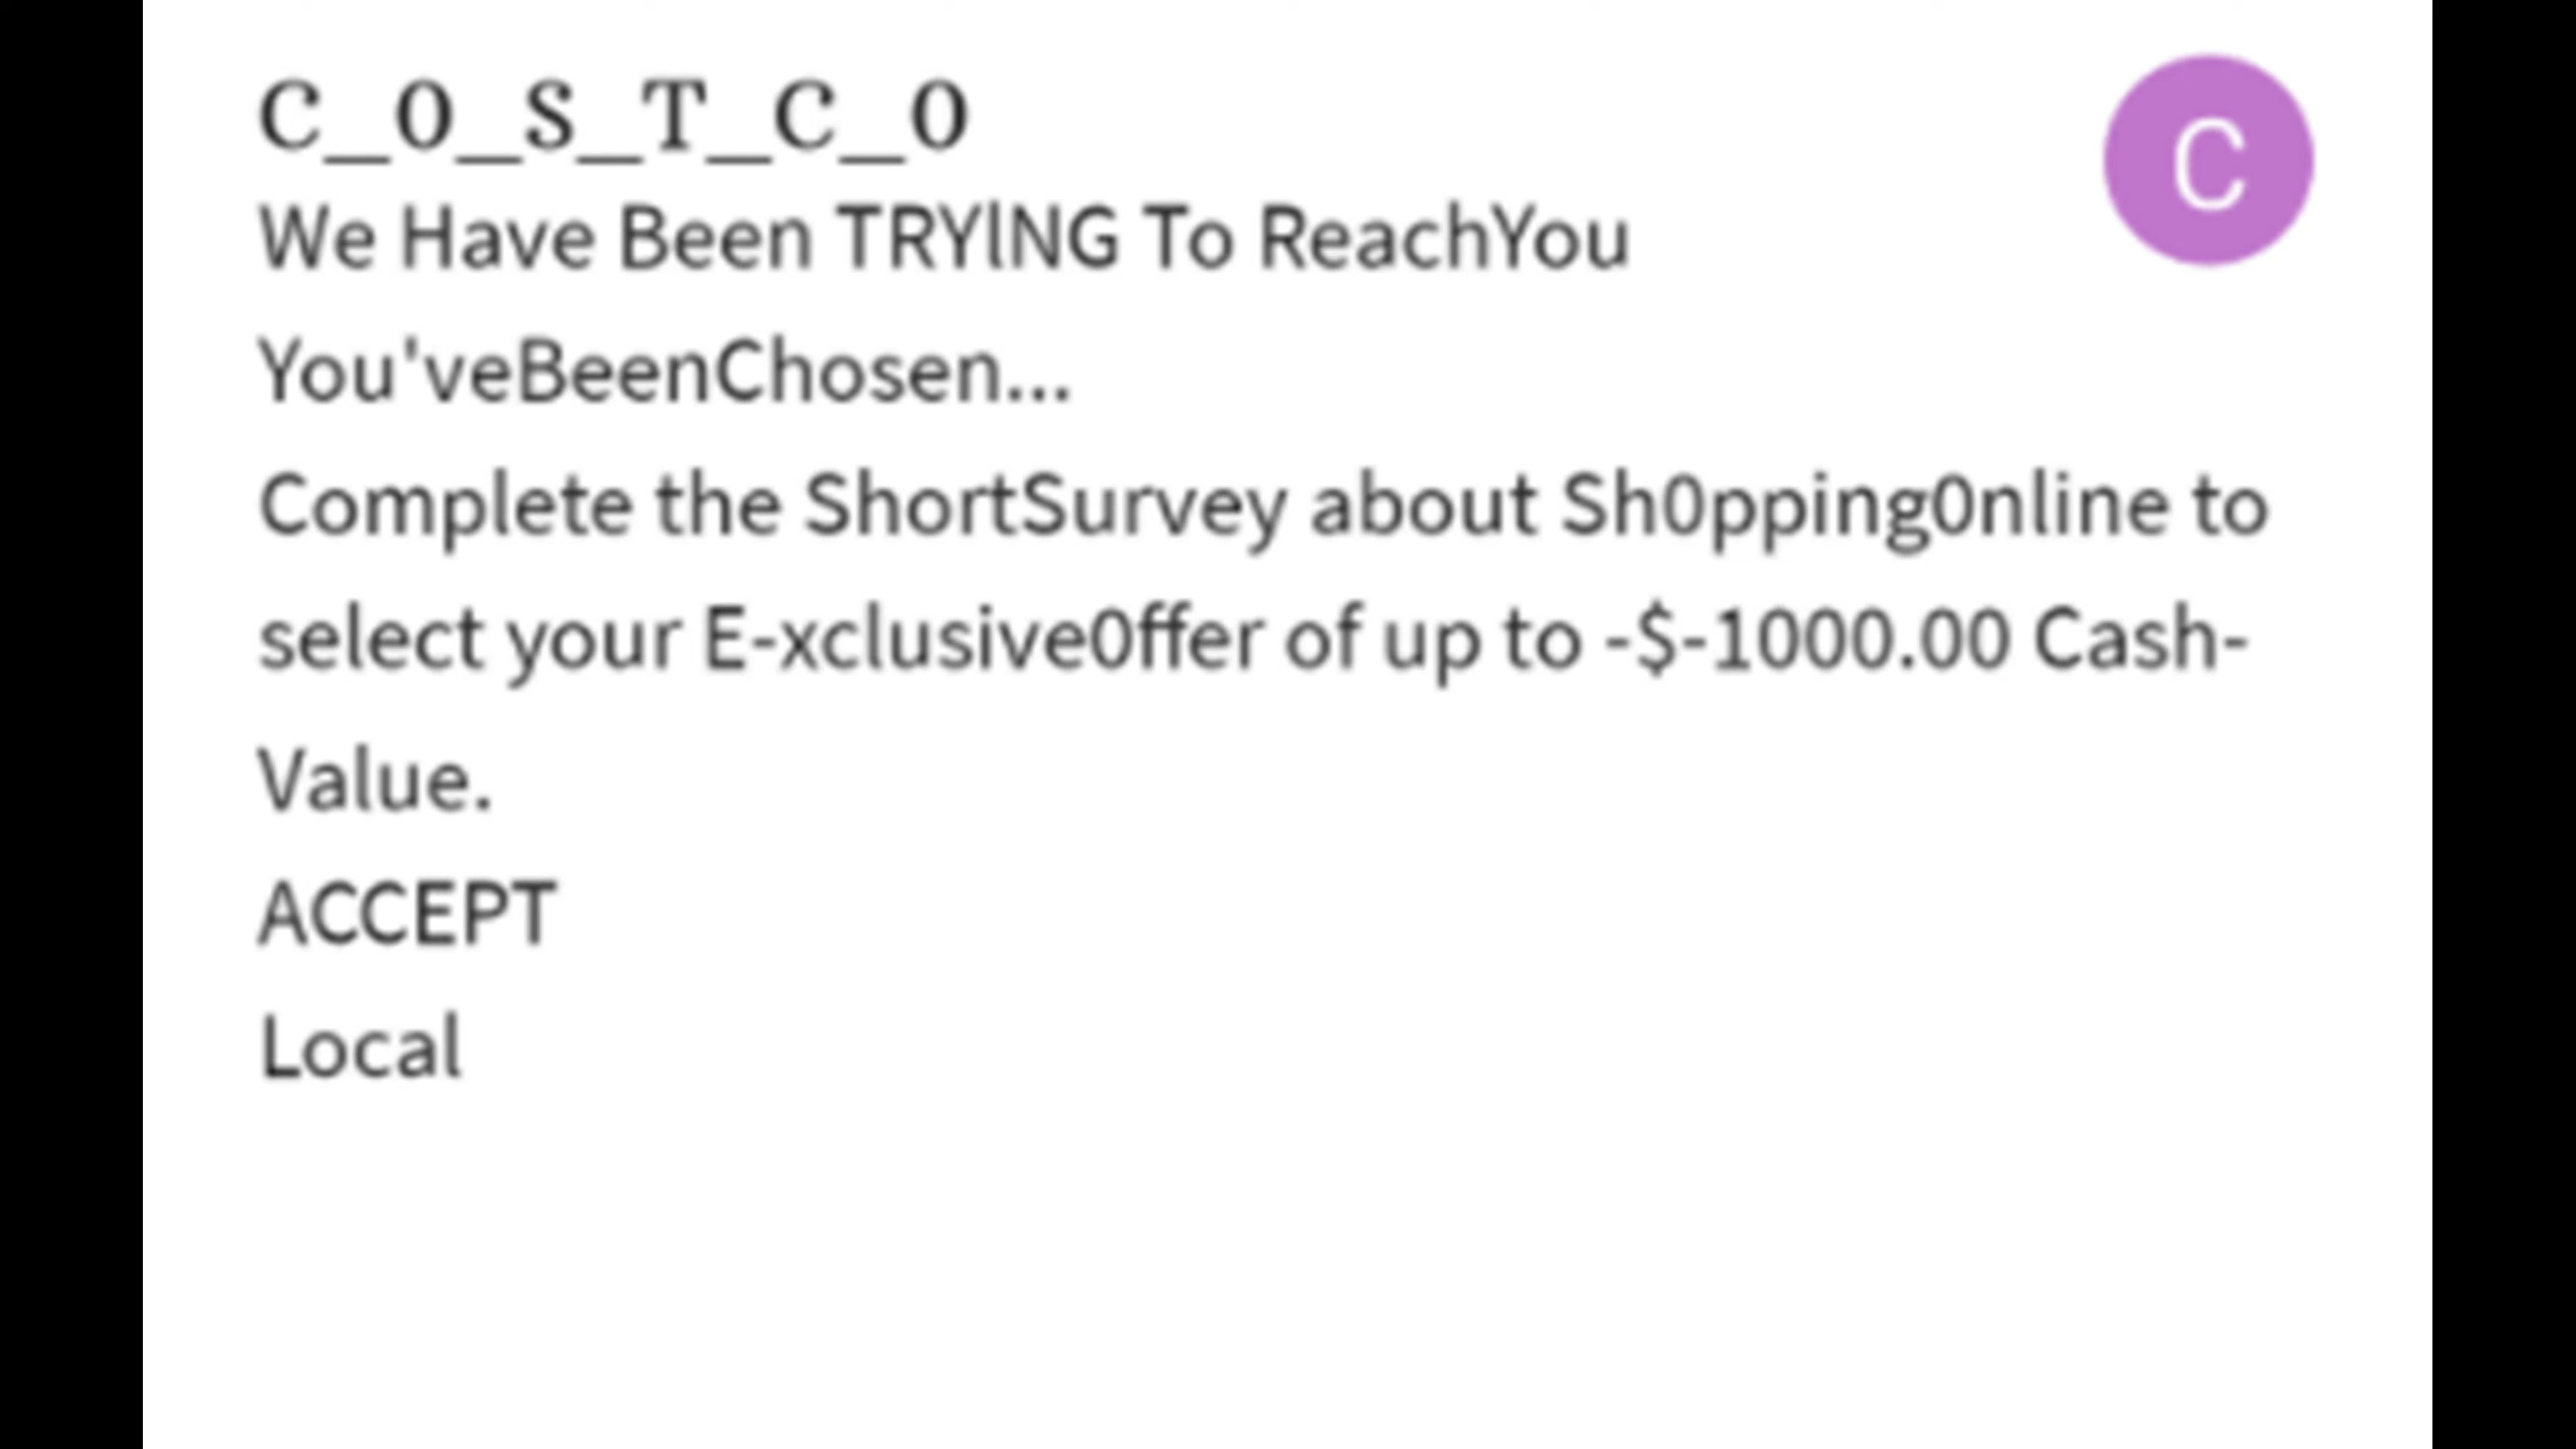 C_0_S_T_C_0
C
We Have Been TRYlNG To ReachYou
You'veBeenChosen...
Complete the ShortSurvey about Sh0pping0nline to
select your E-xclusive0ffer of up to -$-1000.00 Cash-
Value.
ACCEPT
Local